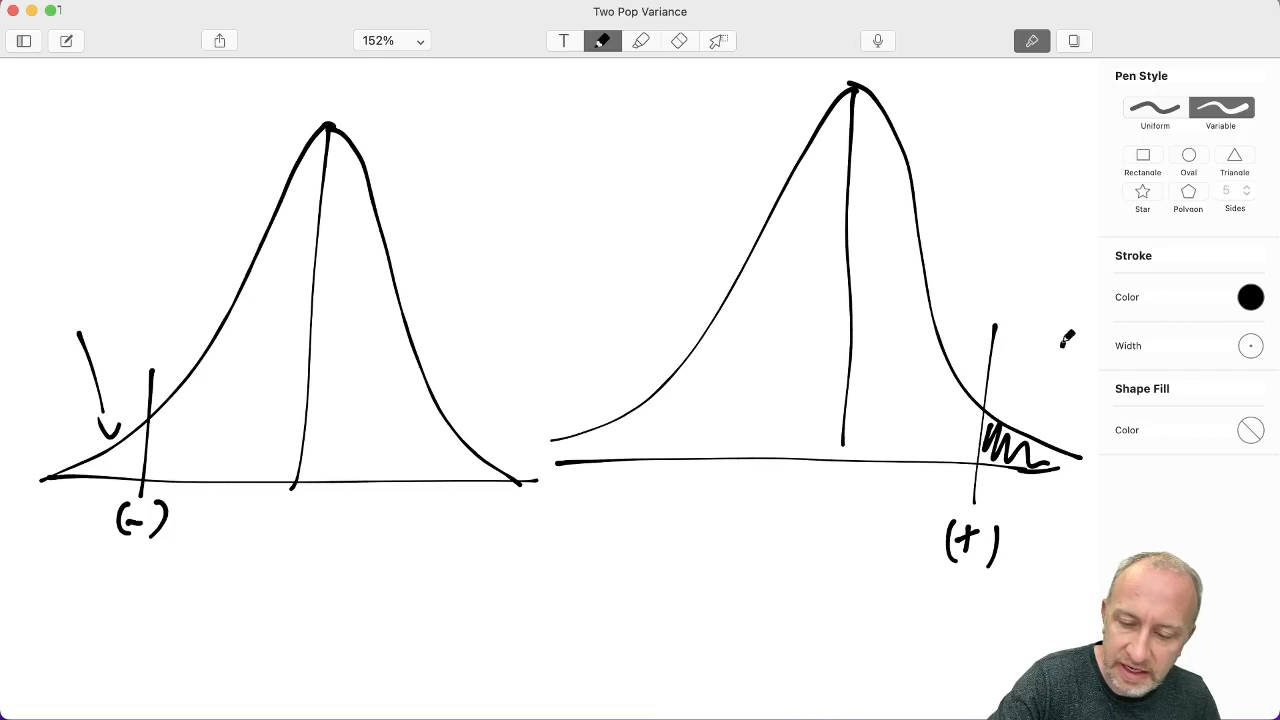 Two Pop Variance
152%
T
Pen Style
Uniform
Variable
Rectangle
Oval
Triangle
5
Star
Polygon
Sides
Stroke
Color
Width
Shape Fill
Color
(-)
(+)